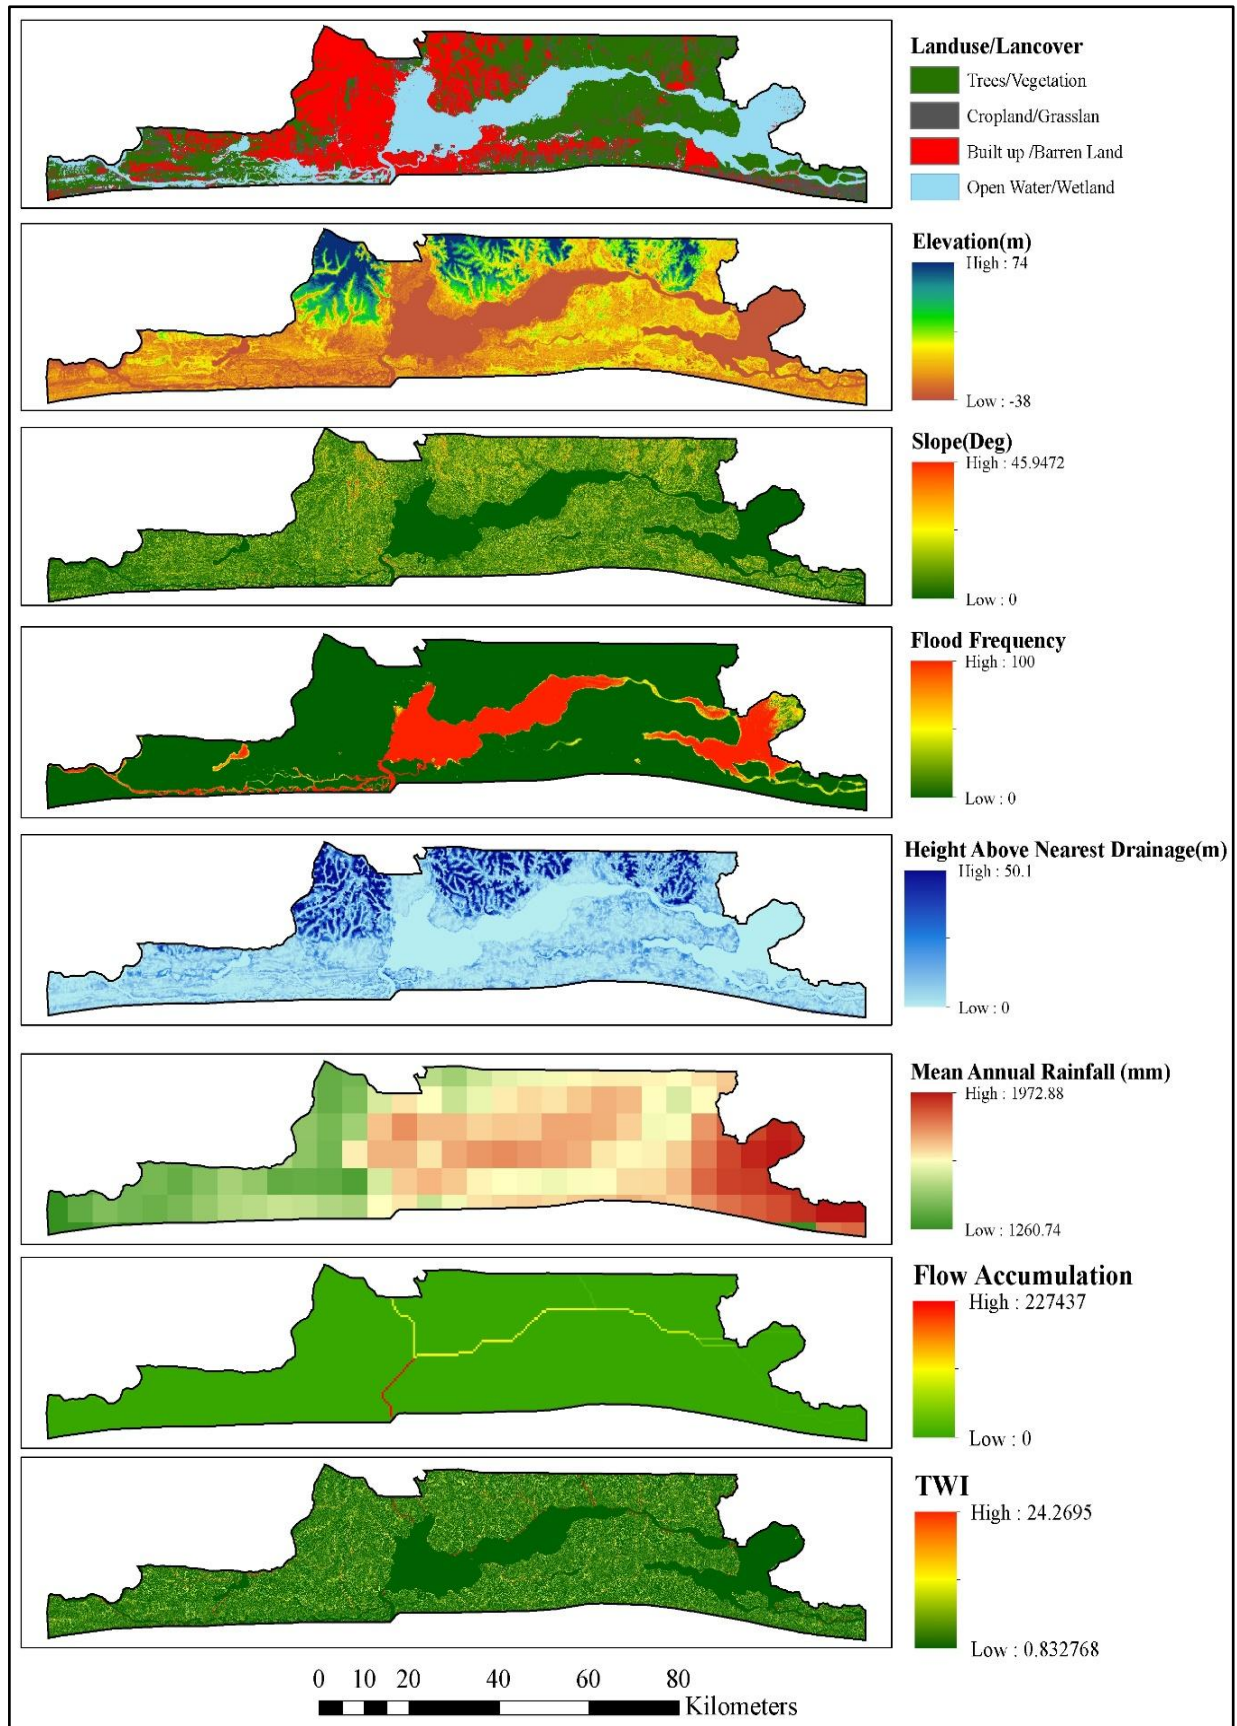 Landuse/Lancover
Trees/Vegetation
Cropland/Grasslan
Built up /Barren Land
Open Water/Wetland
Elevation(m)
High : 74
Low : -38
Slope(Deg)
High : 45.9472
Low : 0
Flood Frequency
High : 100
Low : 0
Height Above Nearest Drainage(m)
High : 50.1
Low : 0
Mean Annual Rainfall (mm)
High : 1972.88
Low : 1260.74
Flow Accumulation
High : 227437
Low : 0
TWI
High : 24.2695
Low : 0.832768
0 10 20 40 60 80
Kilometers